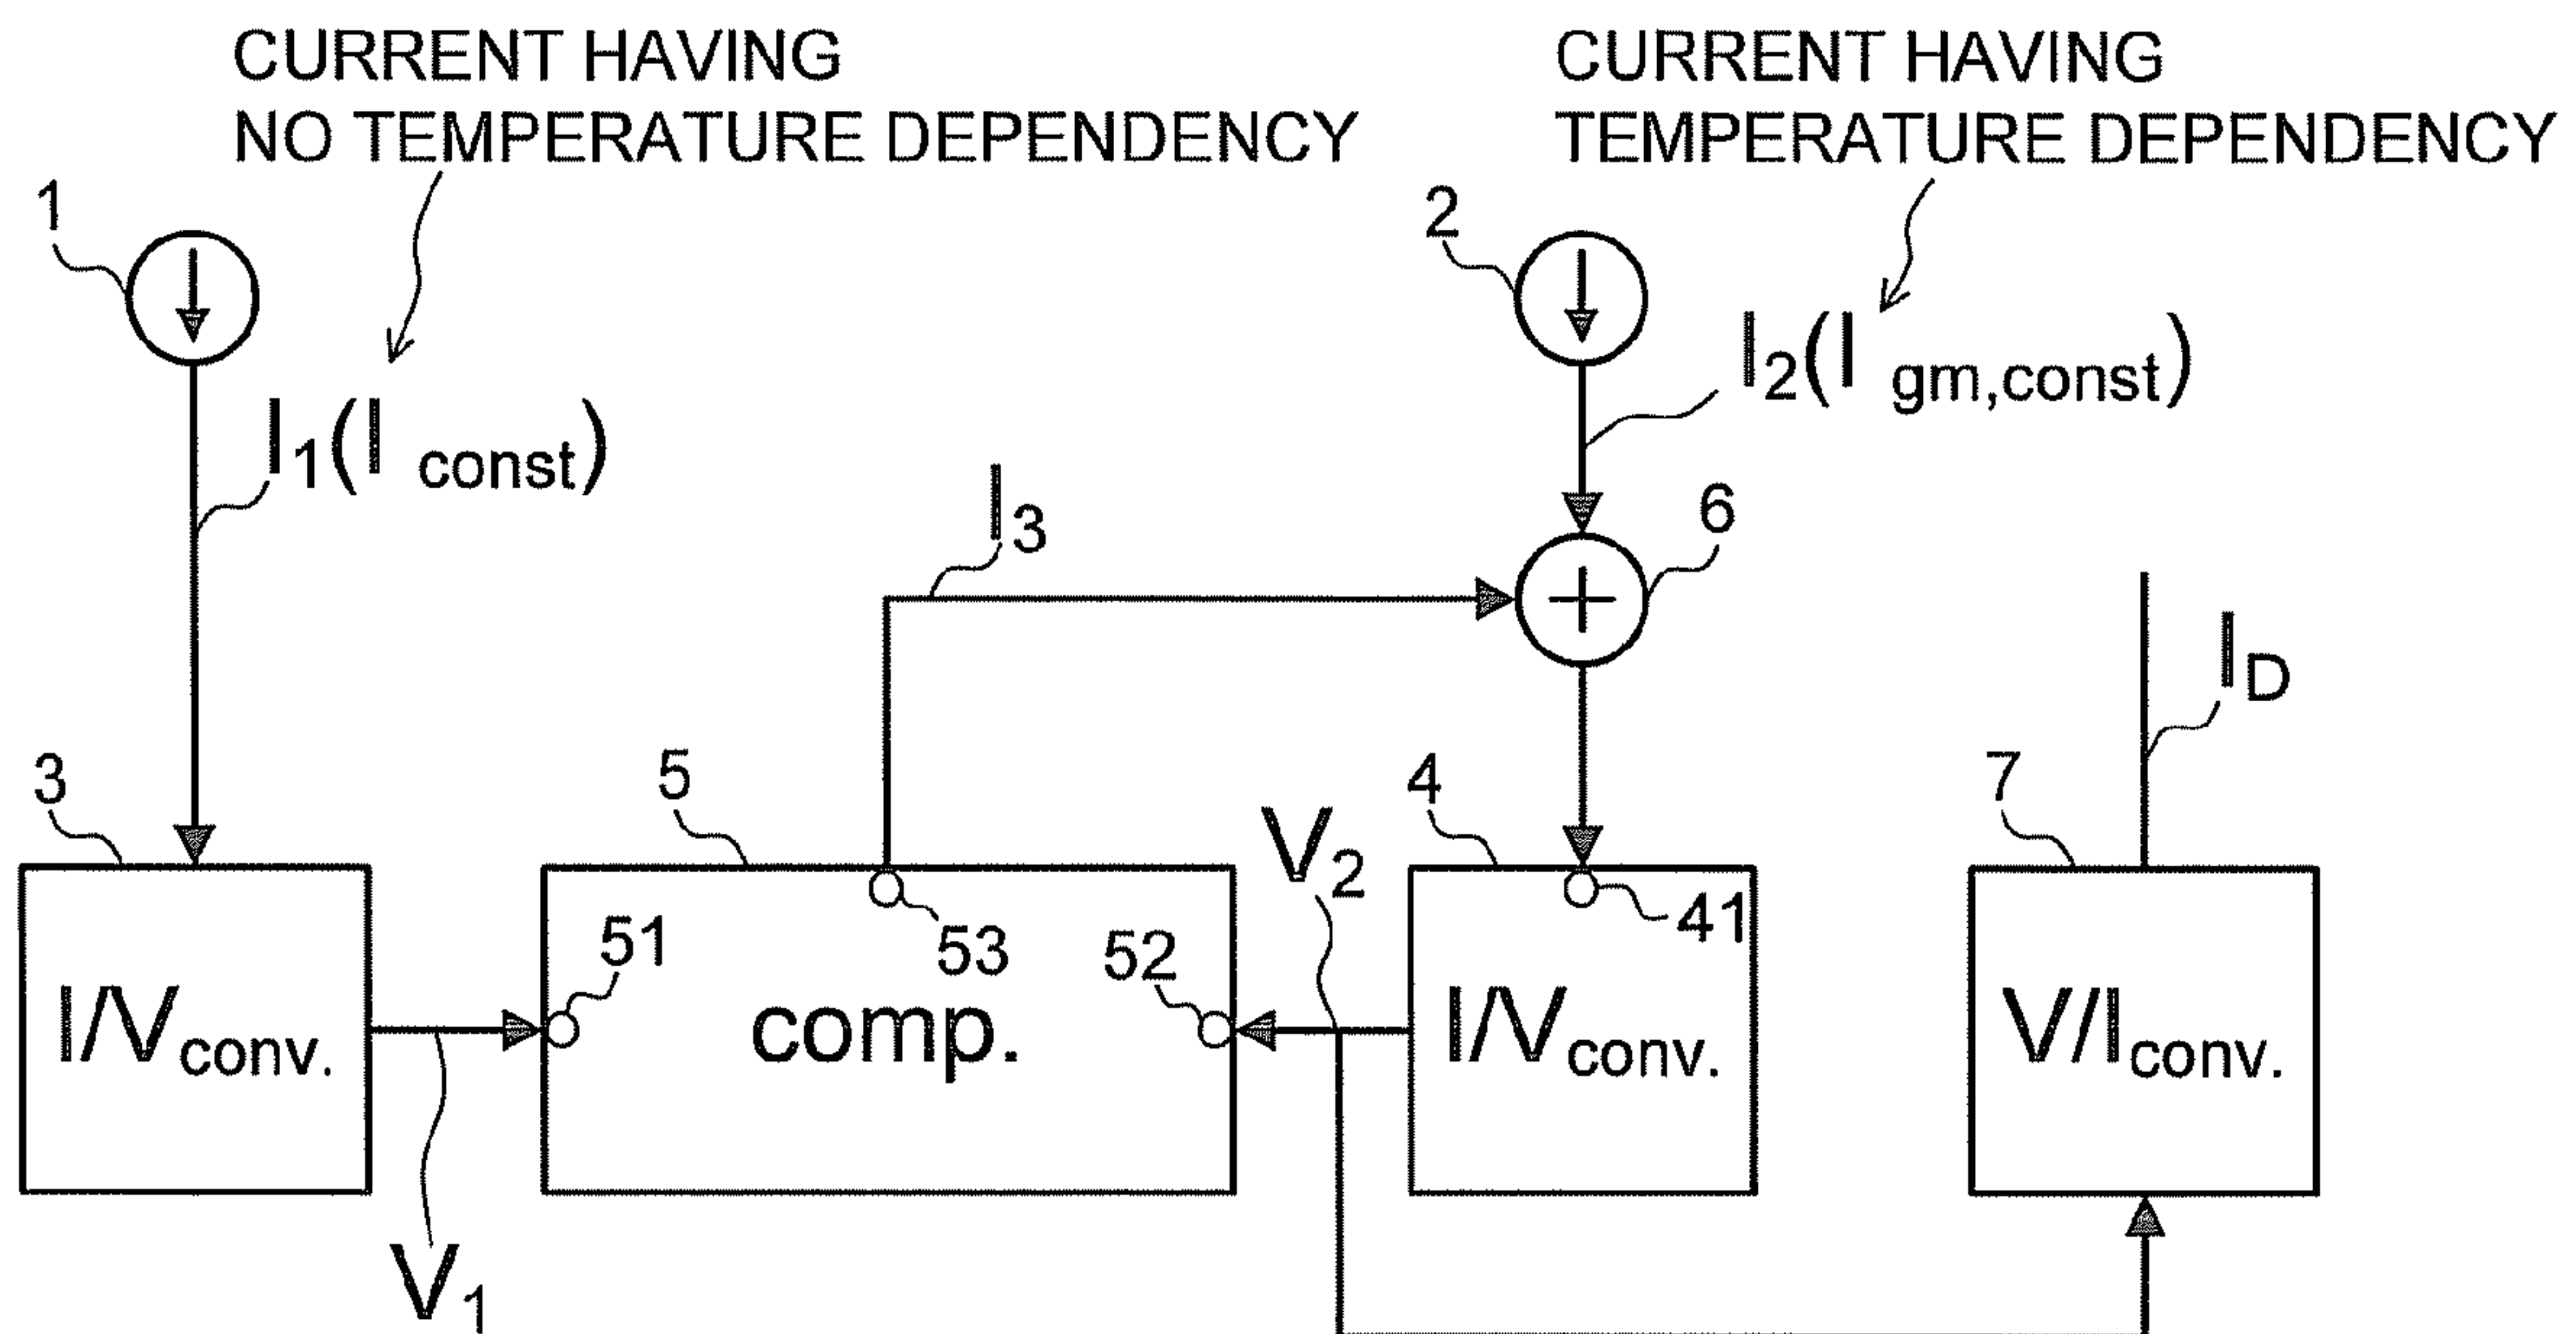 CURRENT HAVING
NO TEMPERATURE DEPENDENCY
CURRENT HAVING
TEMPERATURE DEPENDENCY
1
2
I2(I gm,const)
I1(I const)
I3
6
ID
3
5
4
7
V2
51
53
52
41
I/Vconv.
comp.
I/Vconv.
V/Iconv.
V1